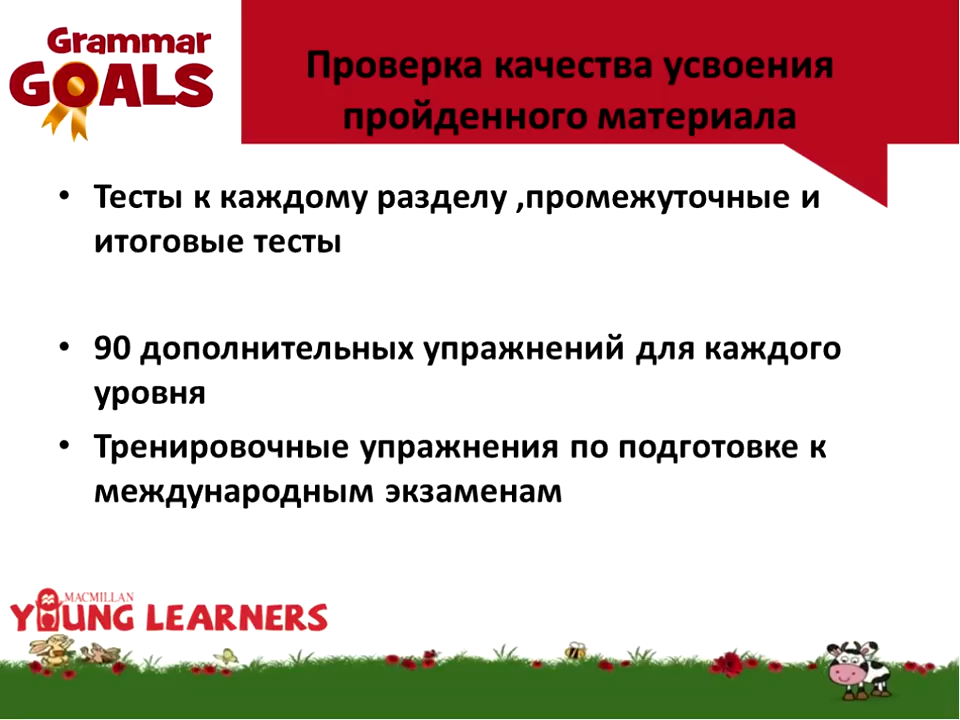 Grammar
GOALS
Проверка качества усвоения
пройденного материала
• Тесты к каждому разделу ,промежуточные и
итоговые тесты
• 90 дополнительных упражнений для каждого
уровня
• Тренировочные упражнения по подготовке к
международным экзаменам
MACMILLAN
YOUNG LEARNERS